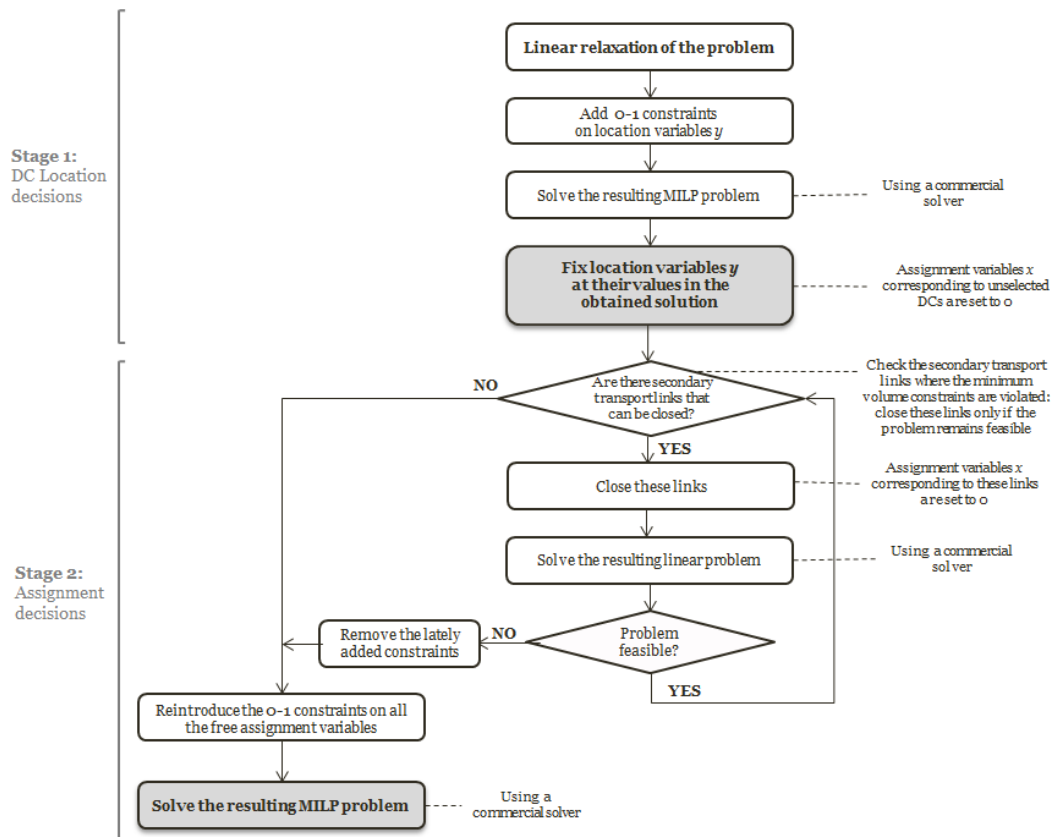 Linear relaxation of the problem
Add 0-1 constraints
on location variables y
Stage 1:
DC Location
decisions
Solve the resulting MILP problem
Using a commercial
solver
Fix location variables y
at their values in the
obtained solution
Assignment variables x
corresponding to unselected
DCs are set to 0
Are there secondary
transport links that
can be closed?
NO
Check the secondary transport
links where the minimum
volume constraints are violated:
close these links only if the
problem remains feasible
YES
Close these links
Assignment variables x
corresponding to these links
are set to 0
Solve the resulting linear problem
Using a commercial
solver
Stage 2:
Assignment
decisions
Problem
feasible?
NO
Remove the lately
added constraints
YES
Reintroduce the 0-1 constraints on all
the free assignment variables
Solve the resulting MILP problem
Using a
commercial solver